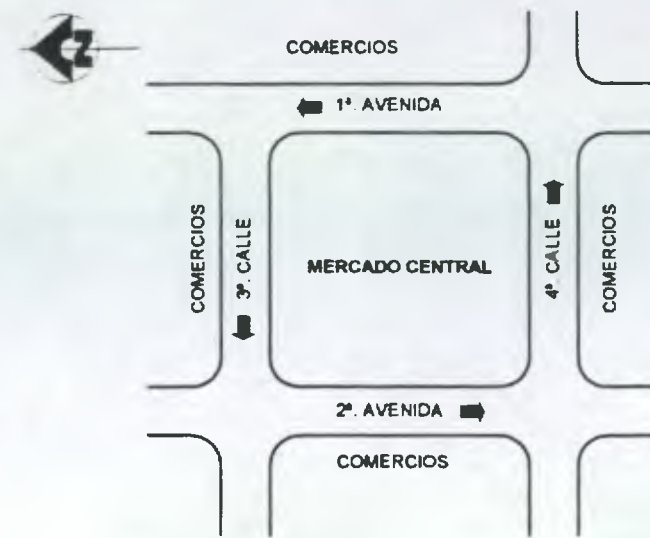 N
COMERCIOS
1ª. AVENIDA
COMERCIOS
3ª. CALLE
MERCADO CENTRAL
4ª. CALLE
COMERCIOS
2ª. AVENIDA
COMERCIOS